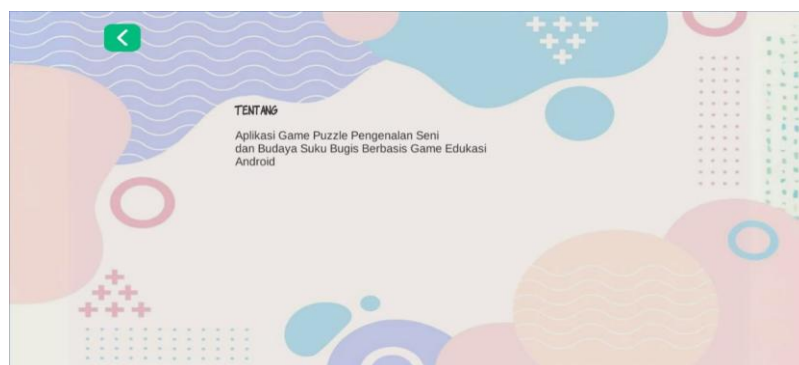 TENTANG
Aplikasi Game Puzzle Pengenalan Seni
dan Budaya Suku Bugis Berbasis Game Edukasi
Android